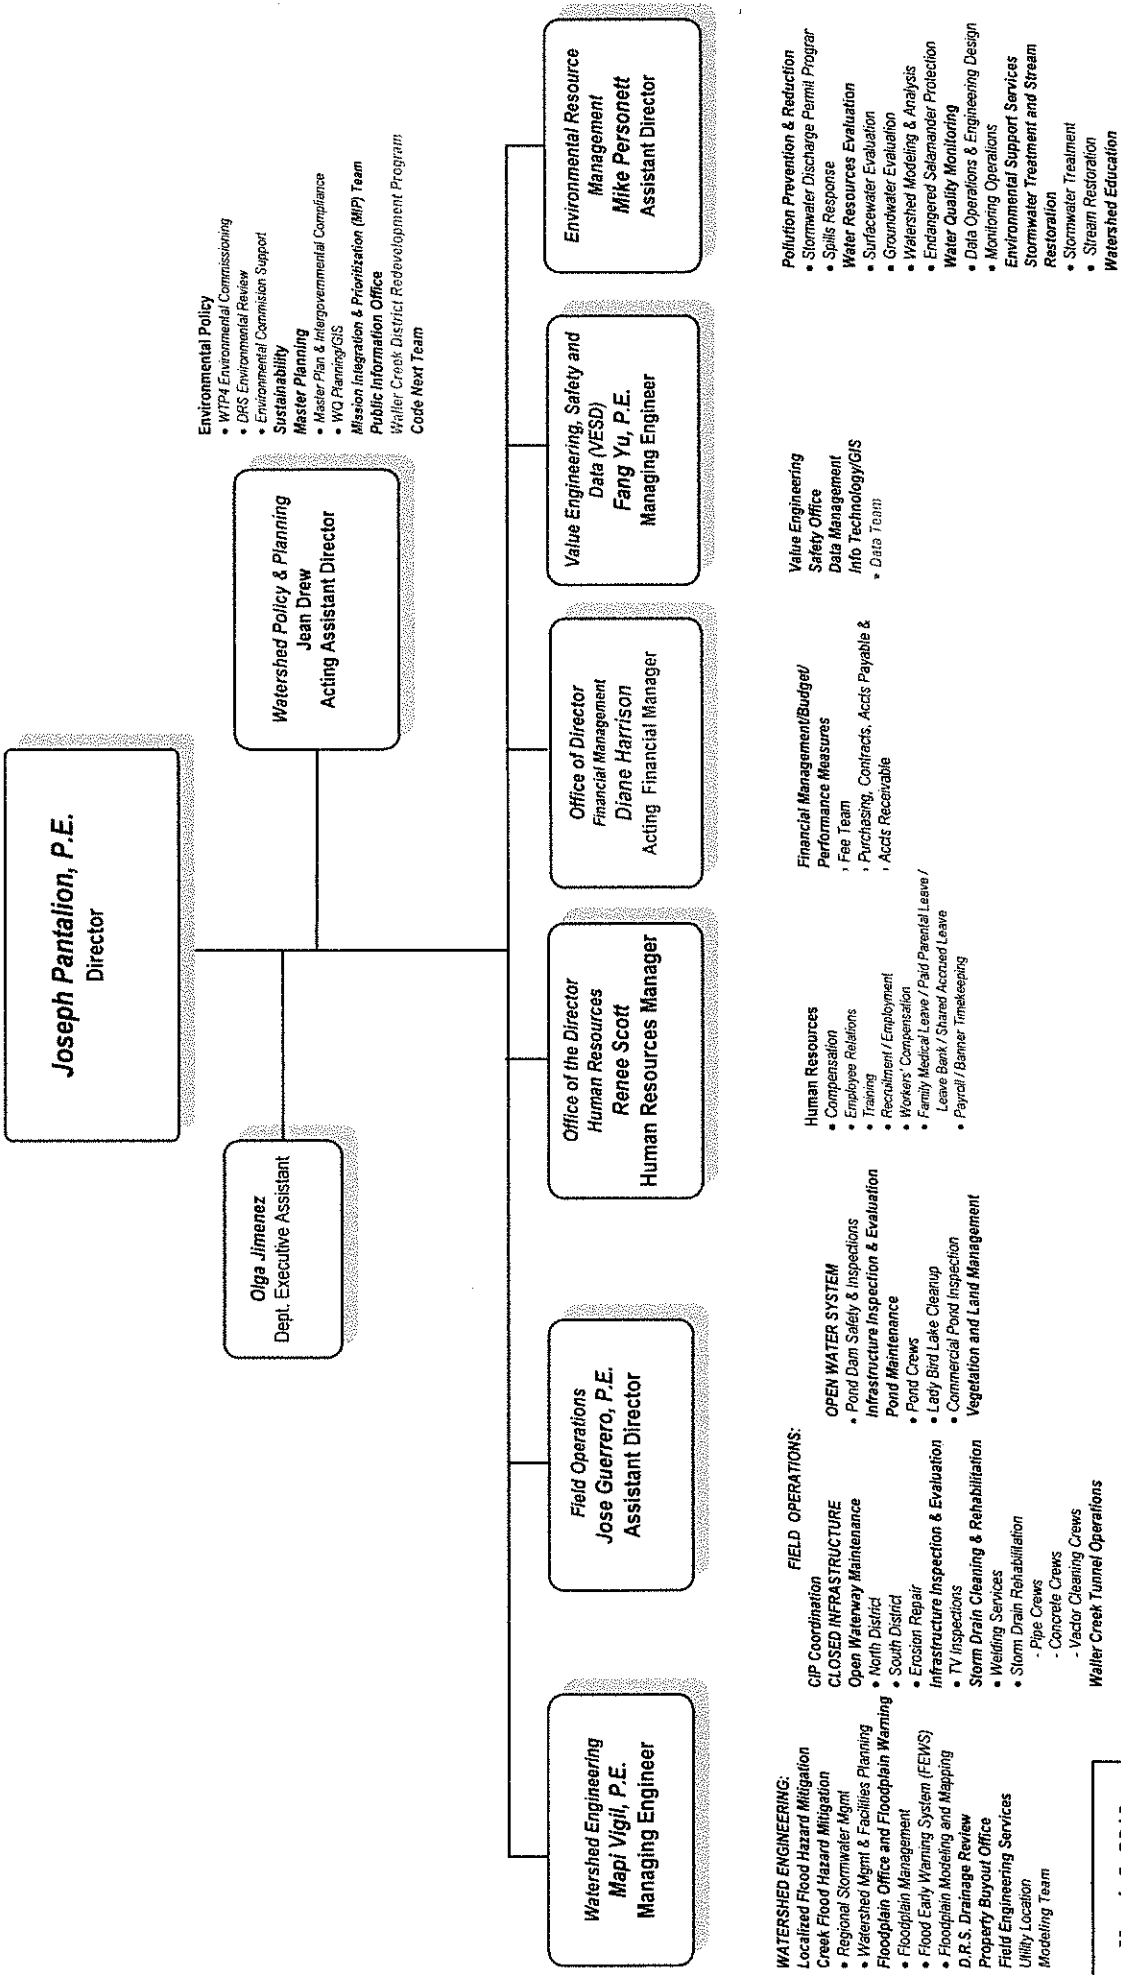 Joseph Pantalion, P.E.
Director
Olga Jimenez
Dept. Executive Assistant
Watershed Policy & Planning
Jean Drew
Acting Assistant Director
Environmental Policy
• WTP4 Environmental Commissioning
• DRS Environmental Review
• Environmental Commision Support
Sustainability
Master Planning
• Master Plan & Intergovernmental Compliance
• WQ Planning/GIS
Mission Integration & Prioritization (MIP) Team
Public Information Office
Waller Creek District Redevelopment Program
Code Next Team
Watershed Engineering
Mapi Vigil, P.E.
Managing Engineer
Field Operations
Jose Guerrero, P.E.
Assistant Director
Office of the Director
Human Resources
Renee Scott
Human Resources Manager
Office of Director
Financial Management
Diane Harrison
Acting Financial Manager
Value Engineering, Safety and
Data (VESD)
Fang Yu, P.E.
Managing Engineer
Environmental Resource
Management
Mike Personett
Assistant Director
WATERSHED ENGINEERING:
Localized Flood Hazard Mitigation
Creek Flood Hazard Mitigation
• Regional Stormwater Mgmt
• Watershed Mgmt & Facilities Planning
Floodplain Office and Floodplain Warning
• Floodplain Management
• Flood Early Warning System (FEWS)
• Floodplain Modeling and Mapping
D.R.S. Drainage Review
Property Buyout Office
Field Engineering Services
Utility Location
Modeling Team
FIELD OPERATIONS:
CIP Coordination
CLOSED INFRASTRUCTURE
Open Waterway Maintenance
• North District
• South District
• Erosion Repair
Infrastructure Inspection & Evaluation
• TV Inspections
Storm Drain Cleaning & Rehabilitation
• Welding Services
• Storm Drain Rehabilitation
- Pipe Crews
- Concrete Crews
- Vactor Cleaning Crews
Waller Creek Tunnel Operations
OPEN WATER SYSTEM
• Pond Dam Safety & Inspections
Infrastructure Inspection & Evaluation
Pond Maintenance
• Pond Crews
• Lady Bird Lake Cleanup
• Commercial Pond Inspection
Vegetation and Land Management
Human Resources
• Compensation
• Employee Relations
• Training
• Recruitment / Employment
• Workers' Compensation
• Family Medical Leave / Paid Parental Leave /
Leave Bank / Shared Accrued Leave
• Payroll / Banner Timekeeping
Financial Management/Budget/
Performance Measures
, Fee Team
, Purchasing, Contracts, Accts Payable &
, Accts Receivable
Value Engineering
Safety Office
Data Management
Info Technology/GIS
• Data Team
Pollution Prevention & Reduction
• Stormwater Discharge Permit Prograr
• Spills Response
Water Resources Evaluation
• Surfacewater Evaluation
• Groundwater Evaluation
• Watershed Modeling & Analysis
• Endangered Salamander Protection
Water Quality Monitoring
• Data Operations & Engineering Design
• Monitoring Operations
Environmental Support Services
Stormwater Treatment and Stream
Restoration
• Stormwater Treatment
• Stream Restoration
Watershed Education